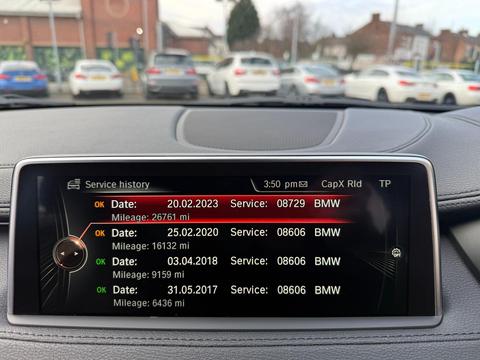 Service history 3:50 pm CapX Rld TP
OK Date: 20.02.2023 Service: 08729 BMW
Mileage: 26761 mi
OK Date: 25.02.2020 Service: 08606 BMW
Mileage: 16132 mi
OK Date: 03.04.2018 Service: 08606 BMW
Mileage: 9159 mi
OK Date: 31.05.2017 Service: 08606 BMW
Mileage: 6436 mi